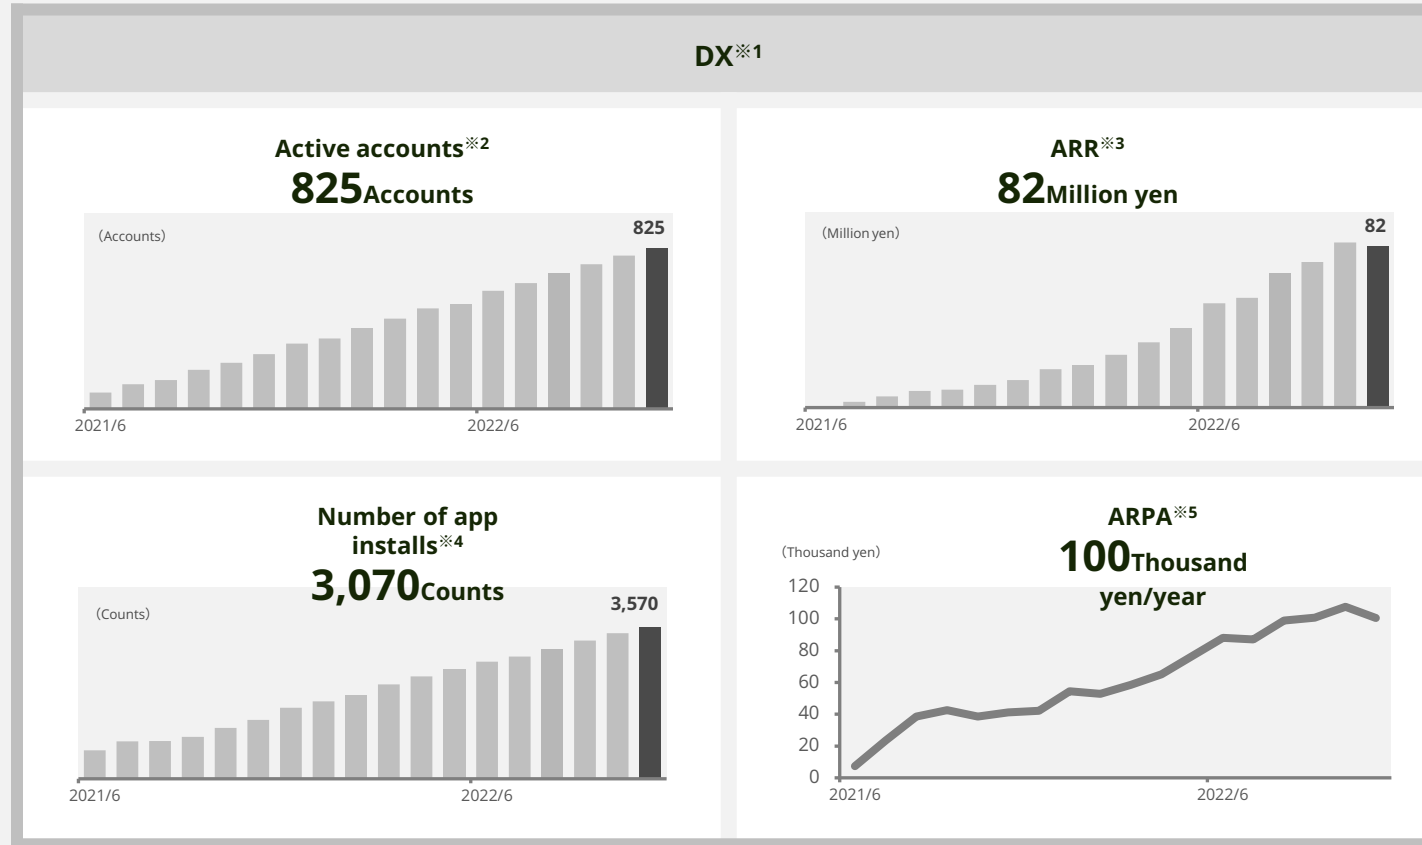 DX※1
Active accounts※2
825Accounts
（Accounts）
825
2021/6
2022/6
ARR※3
82Million yen
（Million yen）
82
2021/6
2022/6
Number of app
installs※4
3,070Counts
（Counts）
3,570
2021/6
2022/6
ARPA※5
100Thousand
yen/year
（Thousand yen）
120
100
80
60
40
20
0
2021/6
2022/6